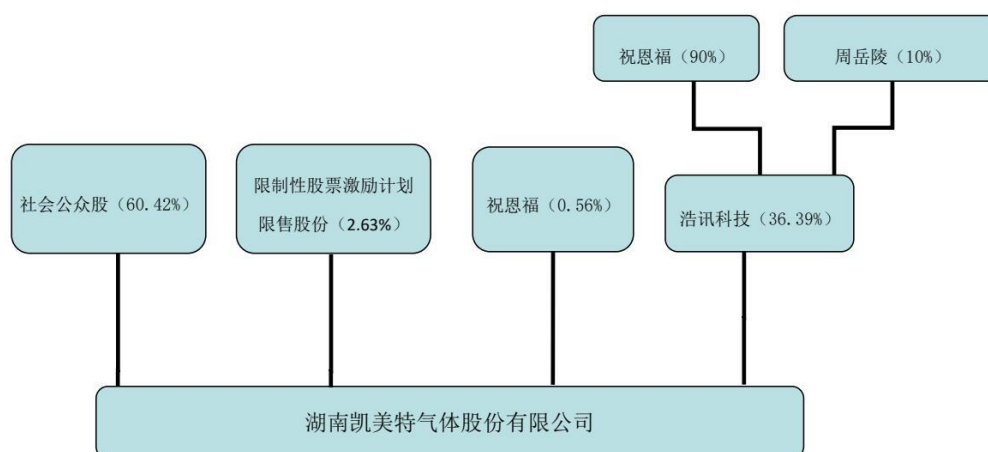 祝恩福（90%）
周岳陵（10%）
社会公众股（60.42%）
限制性股票激励计划
限售股份（2.63%）
祝恩福（0.56%）
浩讯科技（36.39%）
湖南凯美特气体股份有限公司